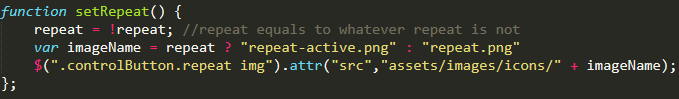 function setRepeat() {
    repeat = !repeat; //repeat equals to whatever repeat is not
    var imageName = repeat ? "repeat-active.png" : "repeat.png"
    $(".controlButton.repeat img").attr("src","assets/images/icons/" + imageName);
};